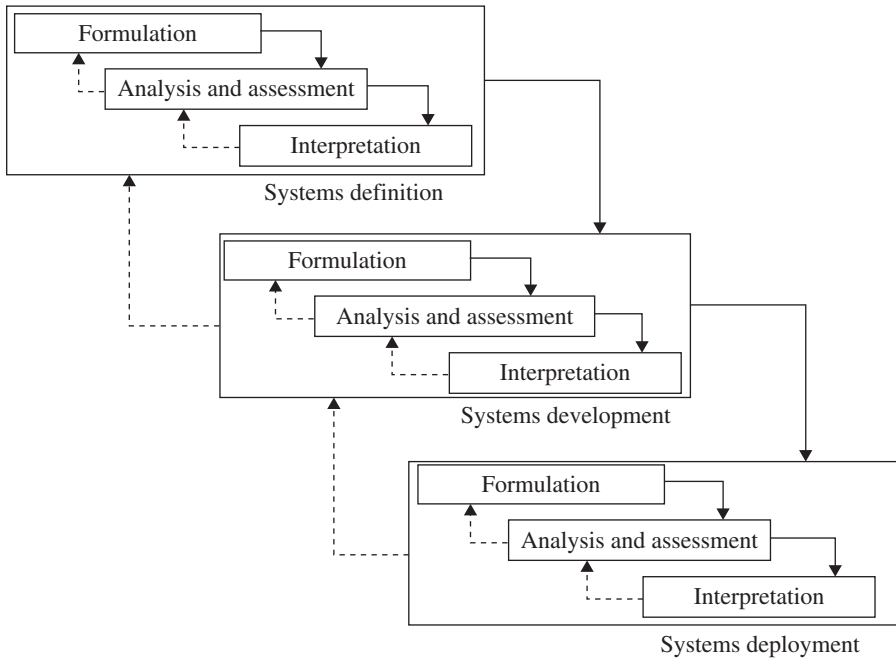 Formulation
Analysis and assessment
Interpretation
Systems definition
Formulation
Analysis and assessment
Interpretation
Systems development
Formulation
Analysis and assessment
Interpretation
Systems deployment